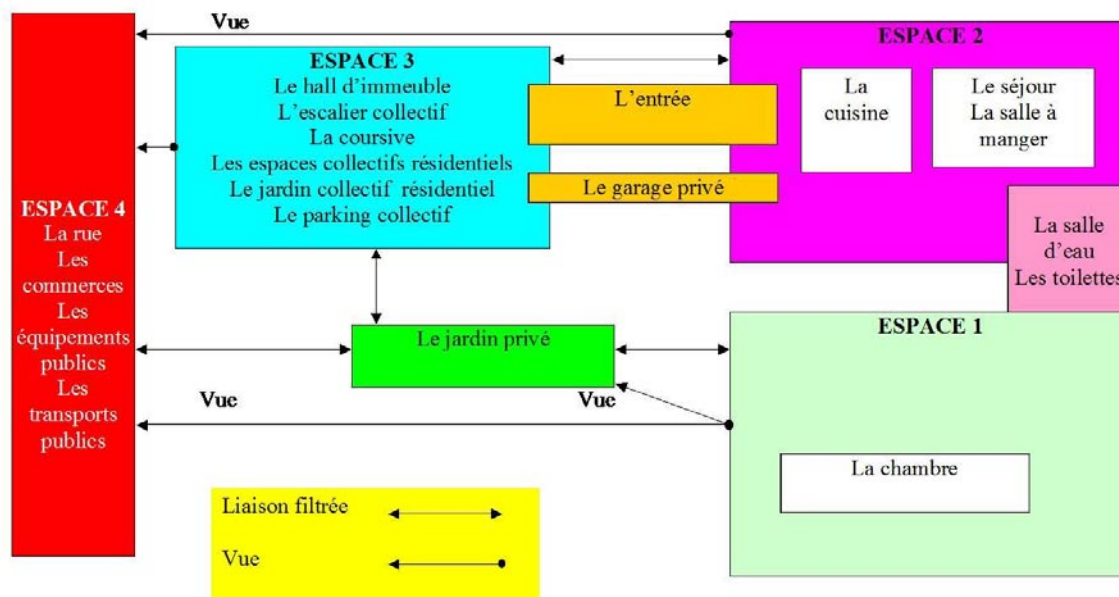 Vue
ESPACE 4
La rue
Les
commerces
Les
équipements
publics
Les
transports
publics
ESPACE 3
Le hall d'immeuble
L'escalier collectif
La coursive
Les espaces collectifs résidentiels
Le jardin collectif résidentiel
Le parking collectif
L'entrée
Le garage privé
ESPACE 2
La
cuisine
Le séjour
La salle à
manger
La salle
d'eau
Les toilettes
Le jardin privé
ESPACE 1
Vue
Vue
La chambre
Liaison filtrée
Vue